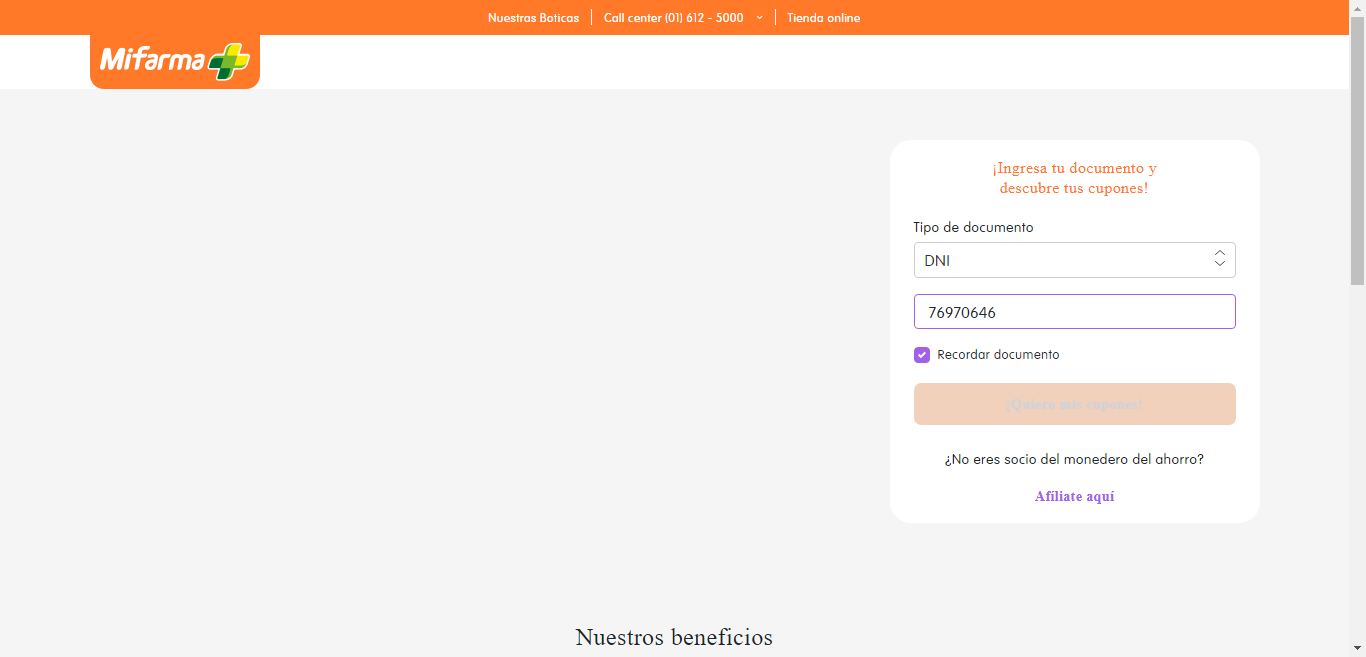 Nuestras Boticas
Call center (01) 612 - 5000
Tienda online
Mifarma
¡Ingresa tu documento y
descubre tus cupones!
Tipo de documento
DNI
76970646
Recordar documento
¡Quiero mis cupones!
¿No eres socio del monedero del ahorro?
Afíliate aquí
Nuestros beneficios